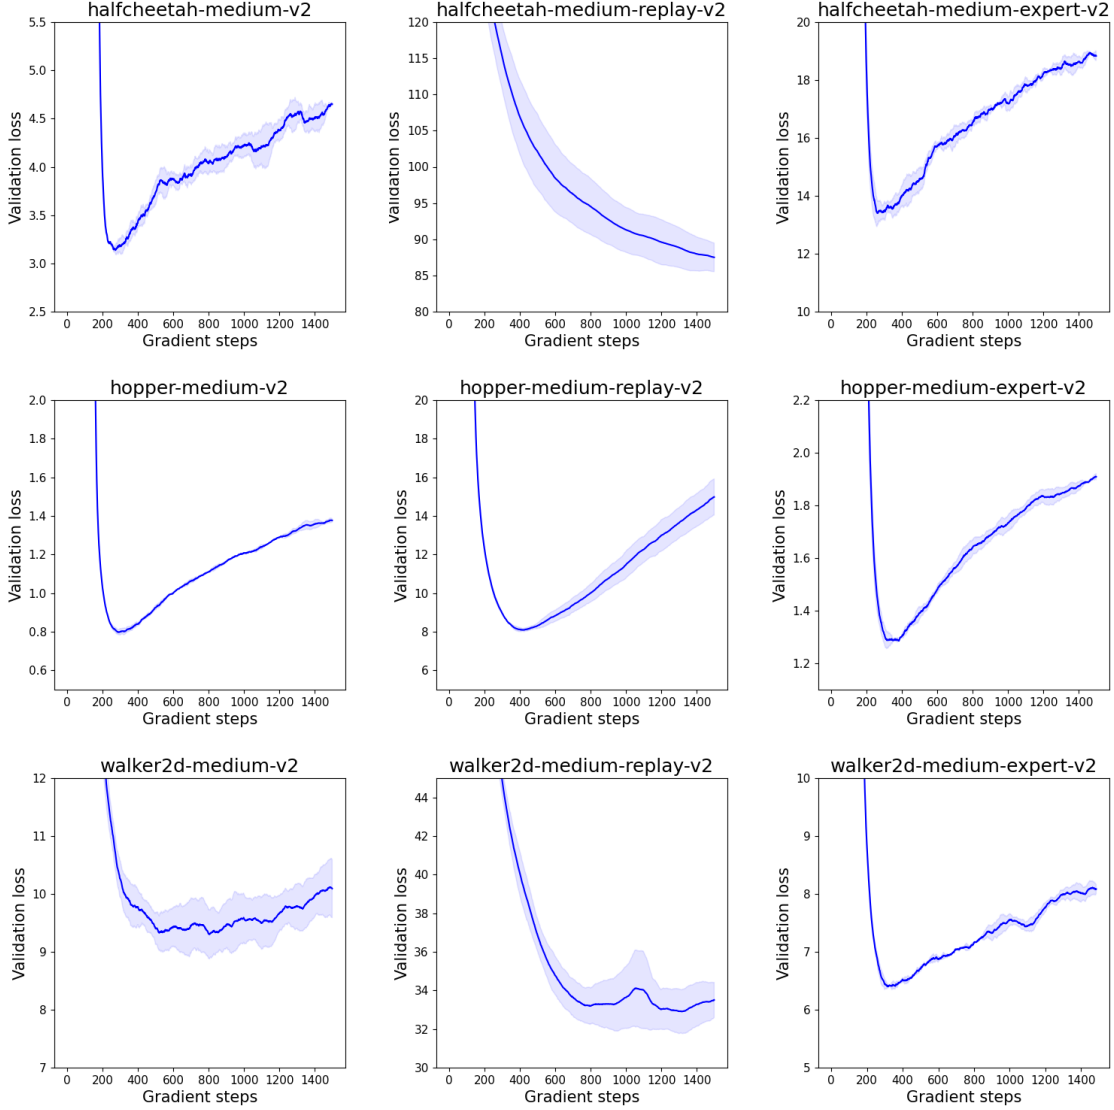 halfcheetah-medium-v2
Validation loss
5.5
5.0
4.5
4.0
3.5
3.0
2.5
0 200 400 600 800 1000 1200 1400
Gradient steps
halfcheetah-medium-replay-v2
Validation loss
120
115
110
105
100
95
90
85
80
0 200 400 600 800 1000 1200 1400
Gradient steps
halfcheetah-medium-expert-v2
Validation loss
20
18
16
14
12
10
0 200 400 600 800 1000 1200 1400
Gradient steps
hopper-medium-v2
Validation loss
2.0
1.8
1.6
1.4
1.2
1.0
0.8
0.6
0 200 400 600 800 1000 1200 1400
Gradient steps
hopper-medium-replay-v2
Validation loss
20
18
16
14
12
10
8
6
0 200 400 600 800 1000 1200 1400
Gradient steps
hopper-medium-expert-v2
Validation loss
2.2
2.0
1.8
1.6
1.4
1.2
0 200 400 600 800 1000 1200 1400
Gradient steps
walker2d-medium-v2
Validation loss
12
11
10
9
8
7
0 200 400 600 800 1000 1200 1400
Gradient steps
walker2d-medium-replay-v2
Validation loss
44
42
40
38
36
34
32
30
0 200 400 600 800 1000 1200 1400
Gradient steps
walker2d-medium-expert-v2
Validation loss
10
9
8
7
6
5
0 200 400 600 800 1000 1200 1400
Gradient steps